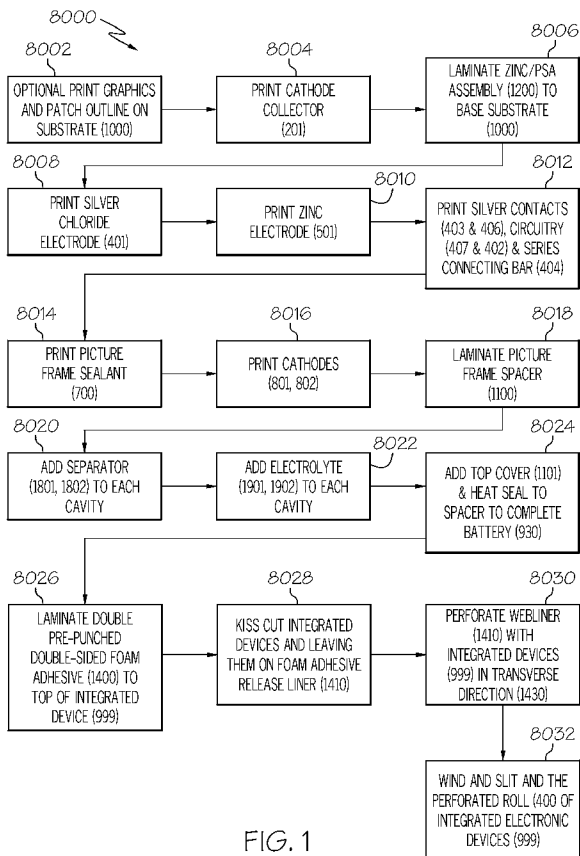 8000
8002
OPTIONAL PRINT GRAPHICS
AND PATCH OUTLINE ON
SUBSTRATE (1000)
8004
PRINT CATHODE
COLLECTOR
(201)
8006
LAMINATE ZINC/PSA
ASSEMBLY (1200) TO
BASE SUBSTRATE
(1000)
8008
PRINT SILVER
CHLORIDE
ELECTRODE (401)
8010
PRINT ZINC
ELECTRODE (501)
8012
PRINT SILVER CONTACTS
(403 & 406), CIRCUITRY
(407 & 402) & SERIES
CONNECTING BAR (404)
8014
PRINT PICTURE
FRAME SEALANT
(700)
8016
PRINT CATHODES
(801, 802)
8018
LAMINATE PICTURE
FRAME SPACER
(1100)
8020
ADD SEPARATOR
(1801, 1802) TO EACH
CAVITY
8022
ADD ELECTROLYTE
(1901, 1902) TO EACH
CAVITY
8024
ADD TOP COVER (1101)
& HEAT SEAL TO
SPACER TO COMPLETE
BATTERY (930)
8026
LAMINATE DOUBLE
PRE-PUNCHED
DOUBLE-SIDED FOAM
ADHESIVE (1400) TO
TOP OF INTEGRATED
DEVICE (999)
8028
KISS CUT INTEGRATED
DEVICES AND LEAVING
THEM ON FOAM ADHESIVE
RELEASE LINER (1410)
8030
PERFORATE WEBLINER
(1410) WITH
INTEGRATED DEVICES
(999) IN TRANSVERSE
DIRECTION (1430)
8032
WIND AND SLIT AND THE
PERFORATED ROLL (400 OF
INTEGRATED ELECTRONIC
DEVICES (999)
FIG. 1